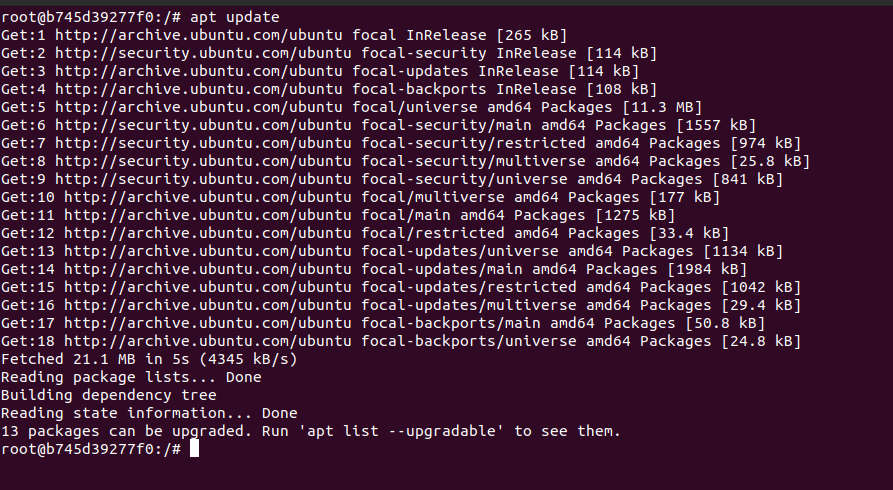 root@b745d39277f0:/# apt update
Get:1 http://archive.ubuntu.com/ubuntu focal InRelease [265 kB]
Get:2 http://security.ubuntu.com/ubuntu focal-security InRelease [114 kB]
Get:3 http://archive.ubuntu.com/ubuntu focal-updates InRelease [114 kB]
Get:4 http://archive.ubuntu.com/ubuntu focal-backports InRelease [108 kB]
Get:5 http://archive.ubuntu.com/ubuntu focal/universe amd64 Packages [11.3 MB]
Get:6 http://security.ubuntu.com/ubuntu focal-security/main amd64 Packages [1557 kB]
Get:7 http://security.ubuntu.com/ubuntu focal-security/restricted amd64 Packages [974 kB]
Get:8 http://security.ubuntu.com/ubuntu focal-security/multiverse amd64 Packages [25.8 kB]
Get:9 http://security.ubuntu.com/ubuntu focal-security/universe amd64 Packages [841 kB]
Get:10 http://archive.ubuntu.com/ubuntu focal/multiverse amd64 Packages [177 kB]
Get:11 http://archive.ubuntu.com/ubuntu focal/main amd64 Packages [1275 kB]
Get:12 http://archive.ubuntu.com/ubuntu focal/restricted amd64 Packages [33.4 kB]
Get:13 http://archive.ubuntu.com/ubuntu focal-updates/universe amd64 Packages [1134 kB]
Get:14 http://archive.ubuntu.com/ubuntu focal-updates/main amd64 Packages [1984 kB]
Get:15 http://archive.ubuntu.com/ubuntu focal-updates/restricted amd64 Packages [1042 kB]
Get:16 http://archive.ubuntu.com/ubuntu focal-updates/multiverse amd64 Packages [29.4 kB]
Get:17 http://archive.ubuntu.com/ubuntu focal-backports/main amd64 Packages [50.8 kB]
Get:18 http://archive.ubuntu.com/ubuntu focal-backports/universe amd64 Packages [24.8 kB]
Fetched 21.1 MB in 5s (4345 kB/s)
Reading package lists... Done
Building dependency tree
Reading state information... Done
13 packages can be upgraded. Run 'apt list --upgradable' to see them.
root@b745d39277f0:/#